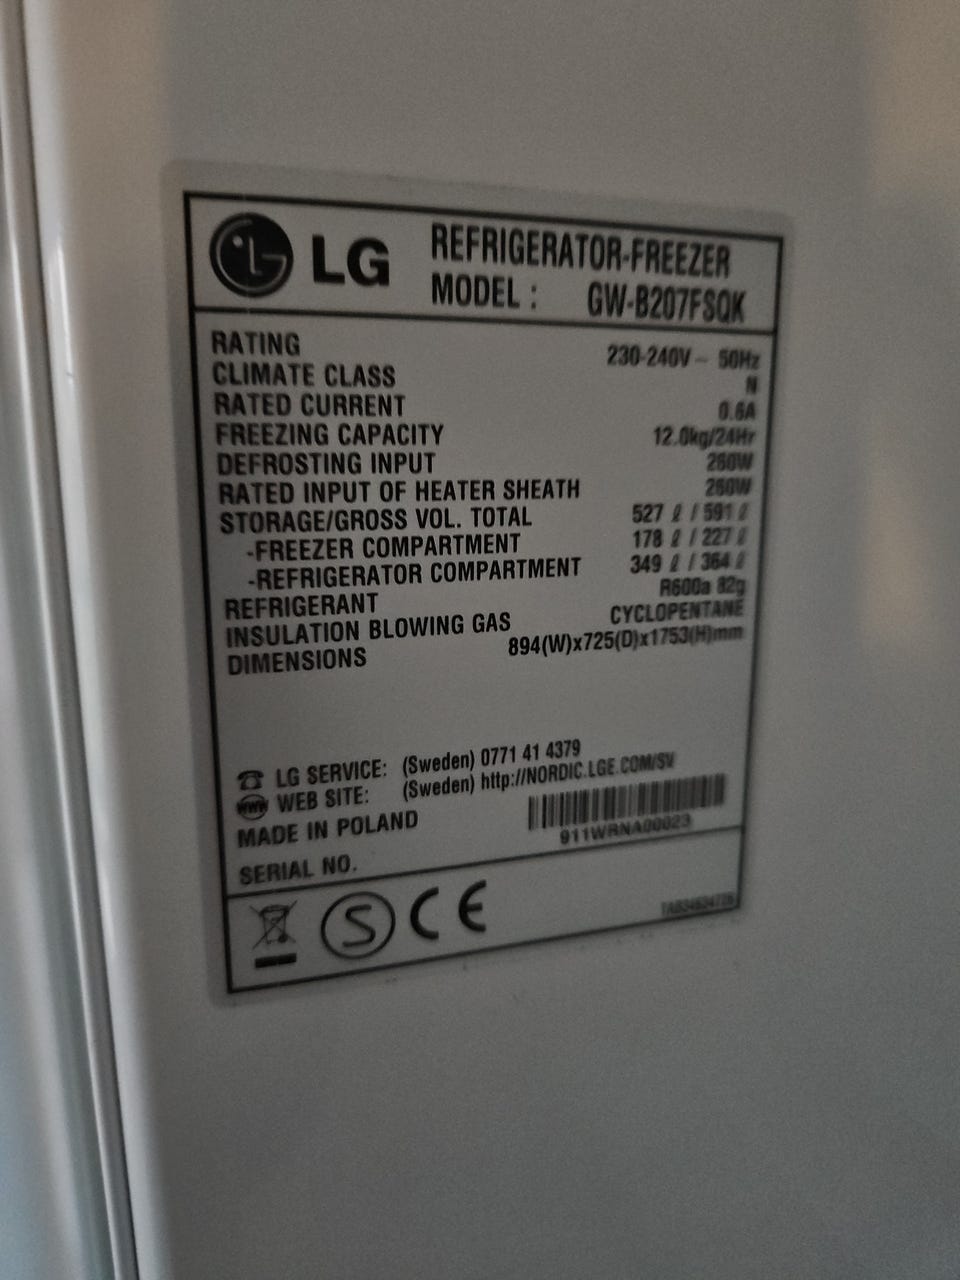 LG
REFRIGERATOR-FREEZER
MODEL : GW-B207FSQK
RATING 230-240V ~ 50Hz
CLIMATE CLASS N
RATED CURRENT 0.6A
FREEZING CAPACITY 12.0kg/24Hr
DEFROSTING INPUT 260W
RATED INPUT OF HEATER SHEATH 260W
STORAGE/GROSS VOL. TOTAL 527 ℓ / 591 ℓ
-FREEZER COMPARTMENT 178 ℓ / 227 ℓ
-REFRIGERATOR COMPARTMENT 349 ℓ / 364 ℓ
REFRIGERANT R600a 82g
INSULATION BLOWING GAS CYCLOPENTANE
DIMENSIONS 894(W)x725(D)x1753(H)mm
LG SERVICE: (Sweden) 0771 41 4379
www WEB SITE: (Sweden) http://NORDIC.LGE.COM/SV
MADE IN POLAND
911WRNA00023
SERIAL NO.
S CE